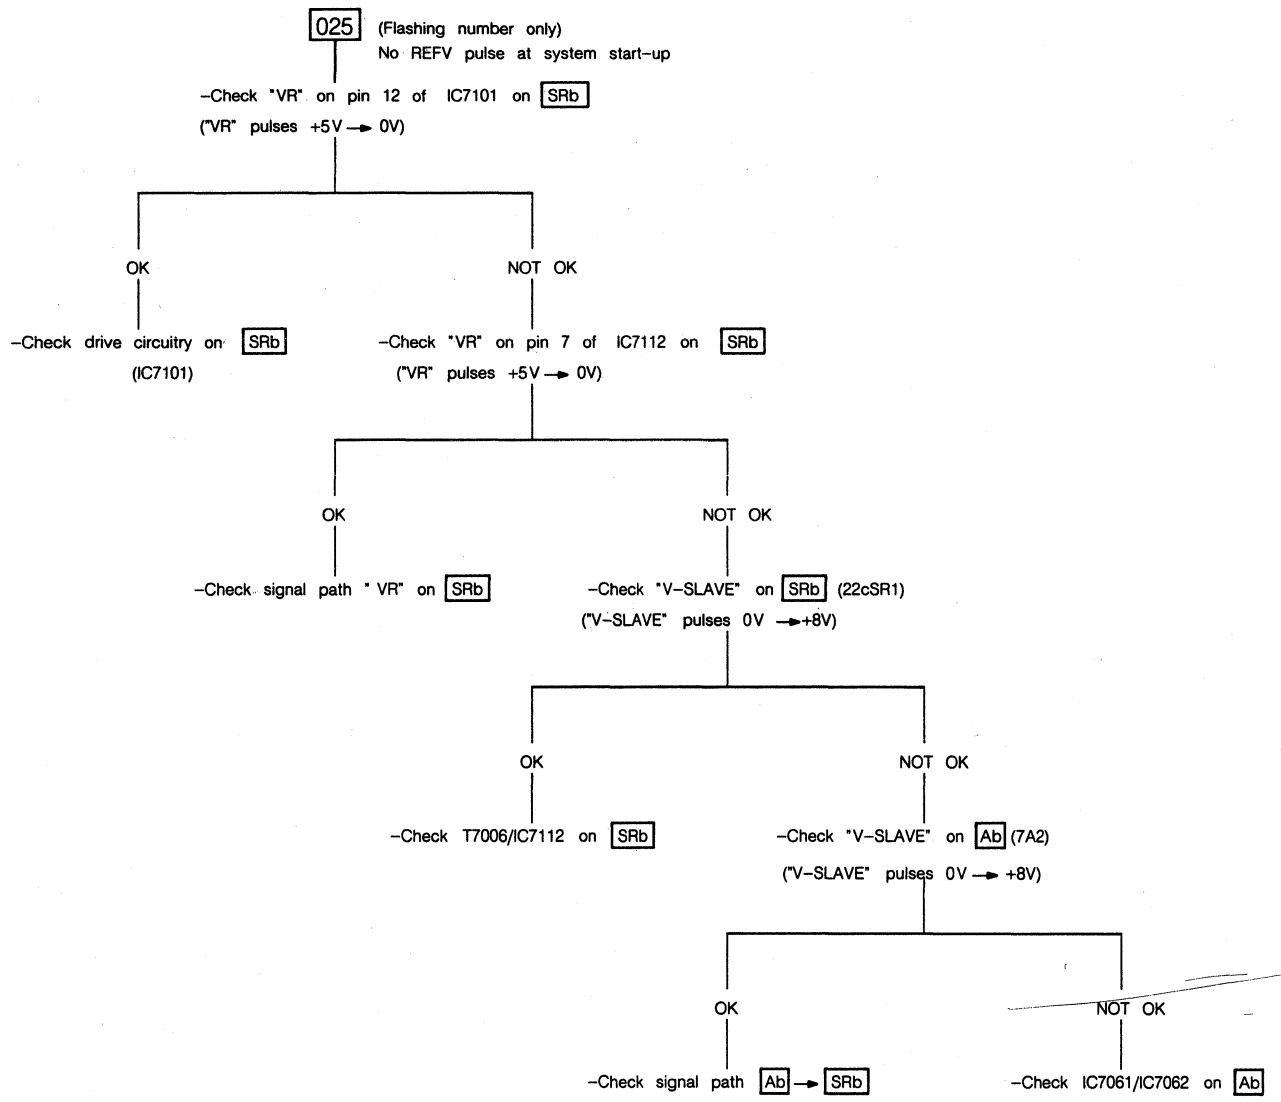 025 (Flashing number only)
No REFV pulse at system start-up
-Check "VR" on pin 12 of IC7101 on SRb
("VR" pulses +5V → 0V)
OK
NOT OK
-Check drive circuitry on SRb
(IC7101)
-Check "VR" on pin 7 of IC7112 on SRb
("VR" pulses +5V → 0V)
OK
NOT OK
-Check signal path "VR" on SRb
-Check "V-SLAVE" on SRb (22cSR1)
("V-SLAVE" pulses 0V → +8V)
OK
NOT OK
-Check T7006/IC7112 on SRb
-Check "V-SLAVE" on Ab (7A2)
("V-SLAVE" pulses 0V → +8V)
OK
NOT OK
-Check signal path Ab → SRb
-Check IC7061/IC7062 on Ab